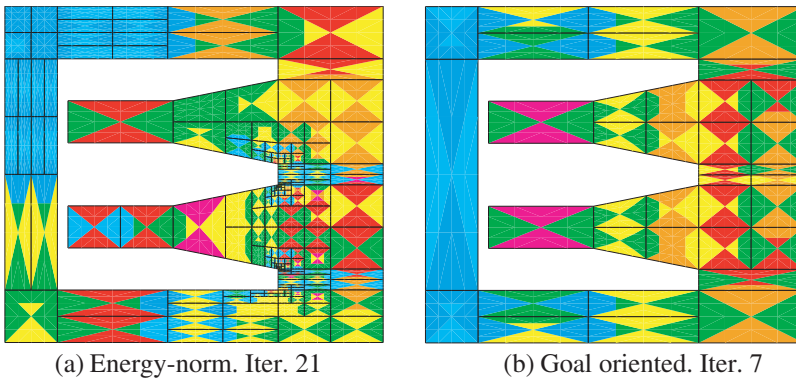 (a) Energy-norm. Iter. 21
(b) Goal oriented. Iter. 7